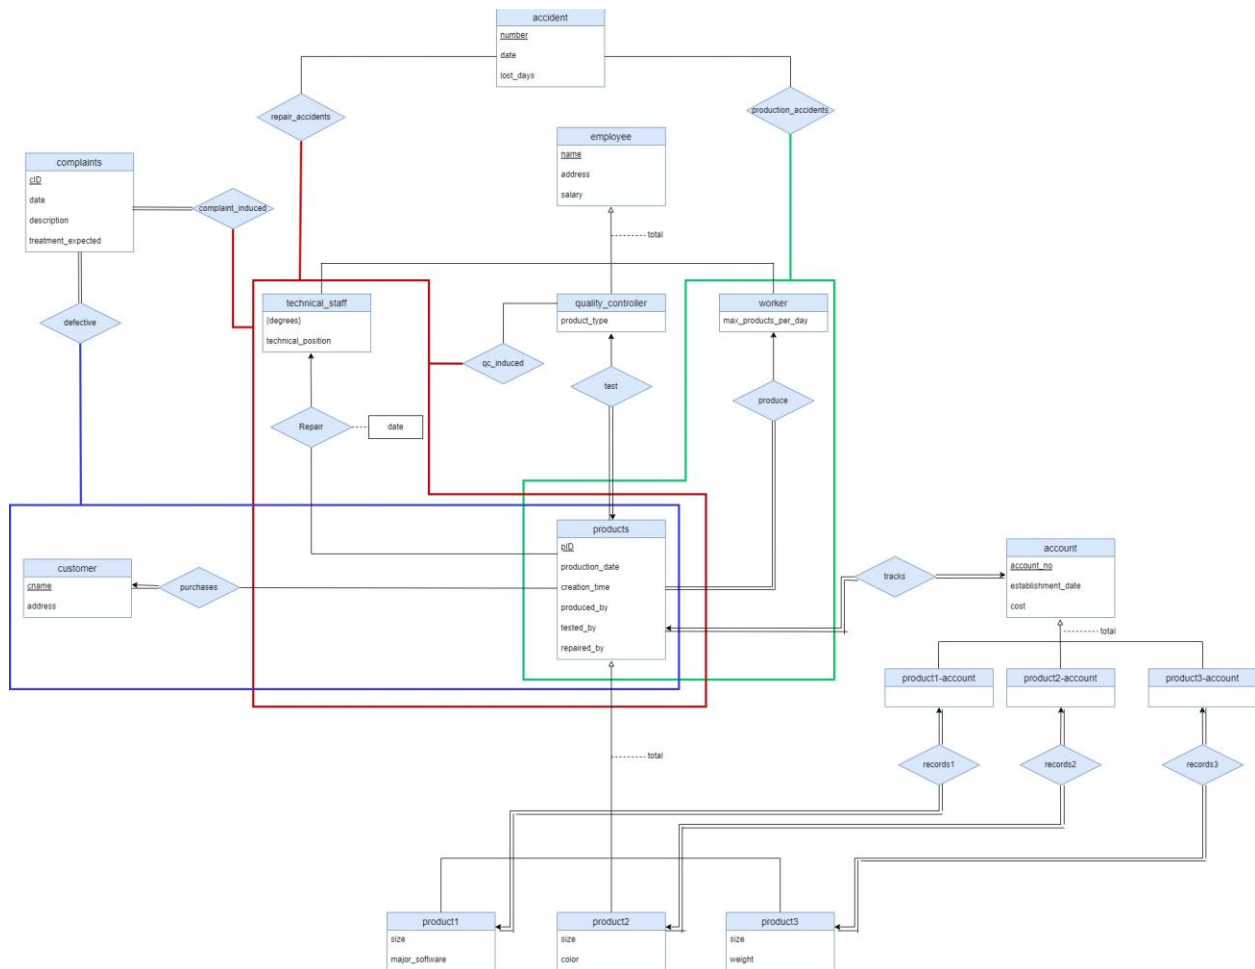 accident
number
date
lost_days
repair_accidents
production_accidents
employee
name
address
salary
complaints
cID
date
description
treatment_expected
complaint_induced
total
technical_staff
{degrees}
technical_position
quality_controller
product_type
worker
max_products_per_day
defective
qc_induced
test
produce
Repair
date
products
pID
production_date
creation_time
produced_by
tested_by
repaired_by
customer
cname
address
purchases
tracks
account
account_no
establishment_date
cost
total
product1-account
product2-account
product3-account
total
records1
records2
records3
product1
size
major_software
product2
size
color
product3
size
weight